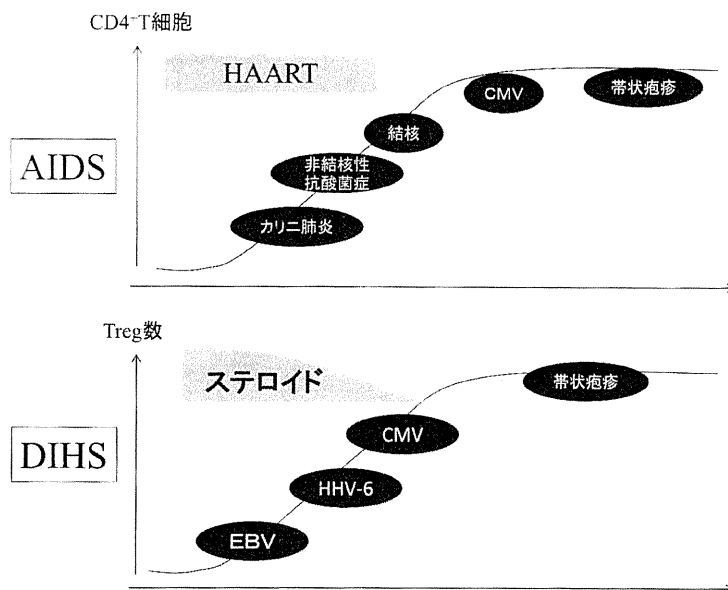 CD4⁺T細胞
HAART
CMV
帯状疱疹
結核
AIDS
非結核性
抗酸菌症
カリニ肺炎
Treg数
ステロイド
帯状疱疹
CMV
DIHS
HHV-6
EBV